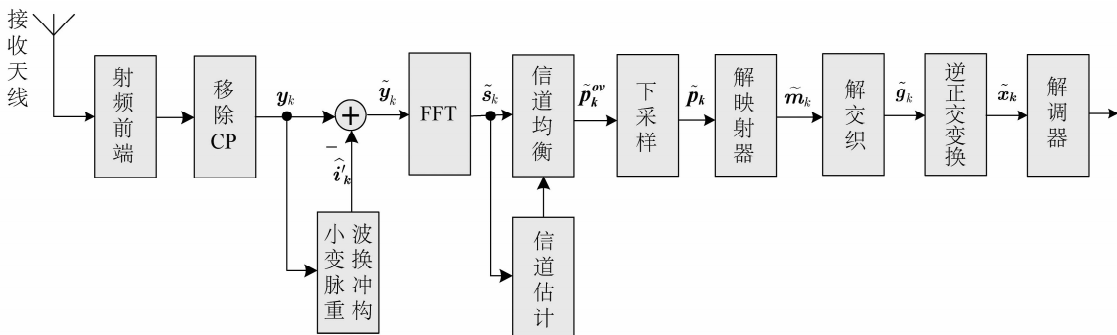 接收天线
射频前端
移除CP
y_k
+
−
î′_k
ỹ_k
小波变换脉冲重构
FFT
s̃_k
信道均衡
信道估计
p̃_k^{ov}
下采样
p̃_k
解映射器
m̃_k
解交织
g̃_k
逆正交变换
x̃_k
解调器